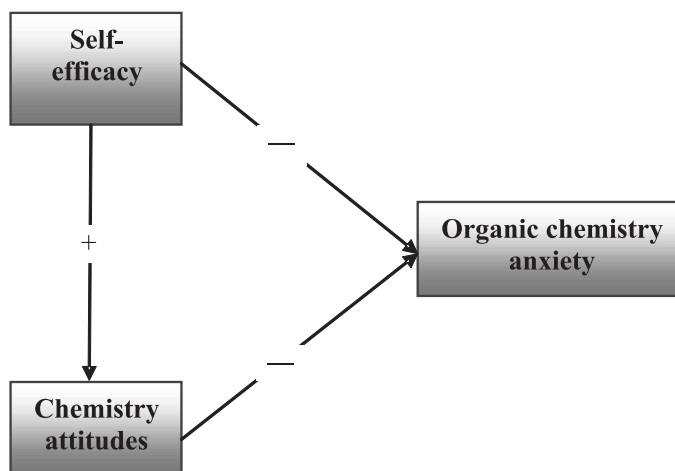 Self-
efficacy
—
+
Organic chemistry
anxiety
—
Chemistry
attitudes